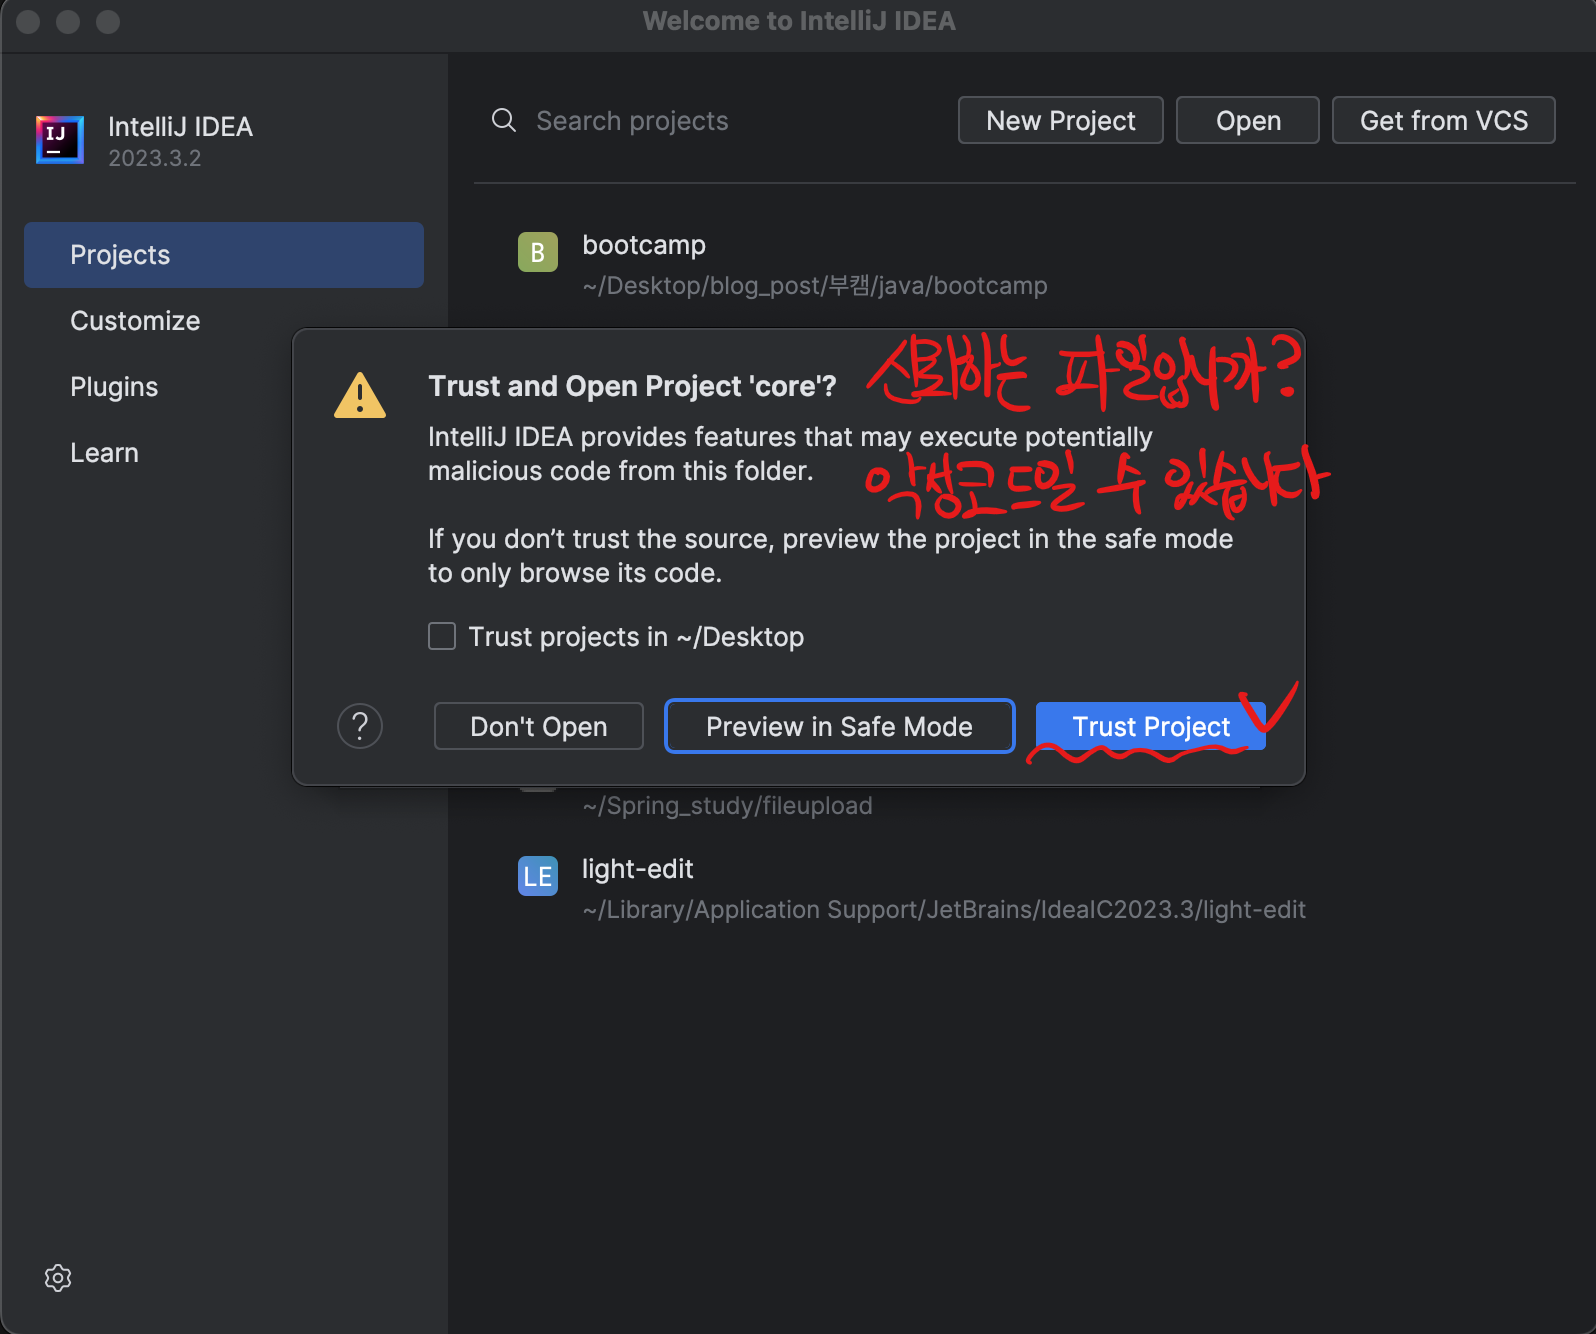 Welcome to IntelliJ IDEA
IJ
IntelliJ IDEA
2023.3.2
Search projects
New Project
Open
Get from VCS
Projects
Customize
Plugins
Learn
B
bootcamp
~/Desktop/blog_post/부캠/java/bootcamp
Trust and Open Project 'core'?
신뢰하는 파일입니까?
IntelliJ IDEA provides features that may execute potentially
malicious code from this folder.
악성코드일 수 있습니다
If you don’t trust the source, preview the project in the safe mode
to only browse its code.
Trust projects in ~/Desktop
?
Don't Open
Preview in Safe Mode
Trust Project
~/Spring_study/fileupload
LE
light-edit
~/Library/Application Support/JetBrains/IdeaIC2023.3/light-edit